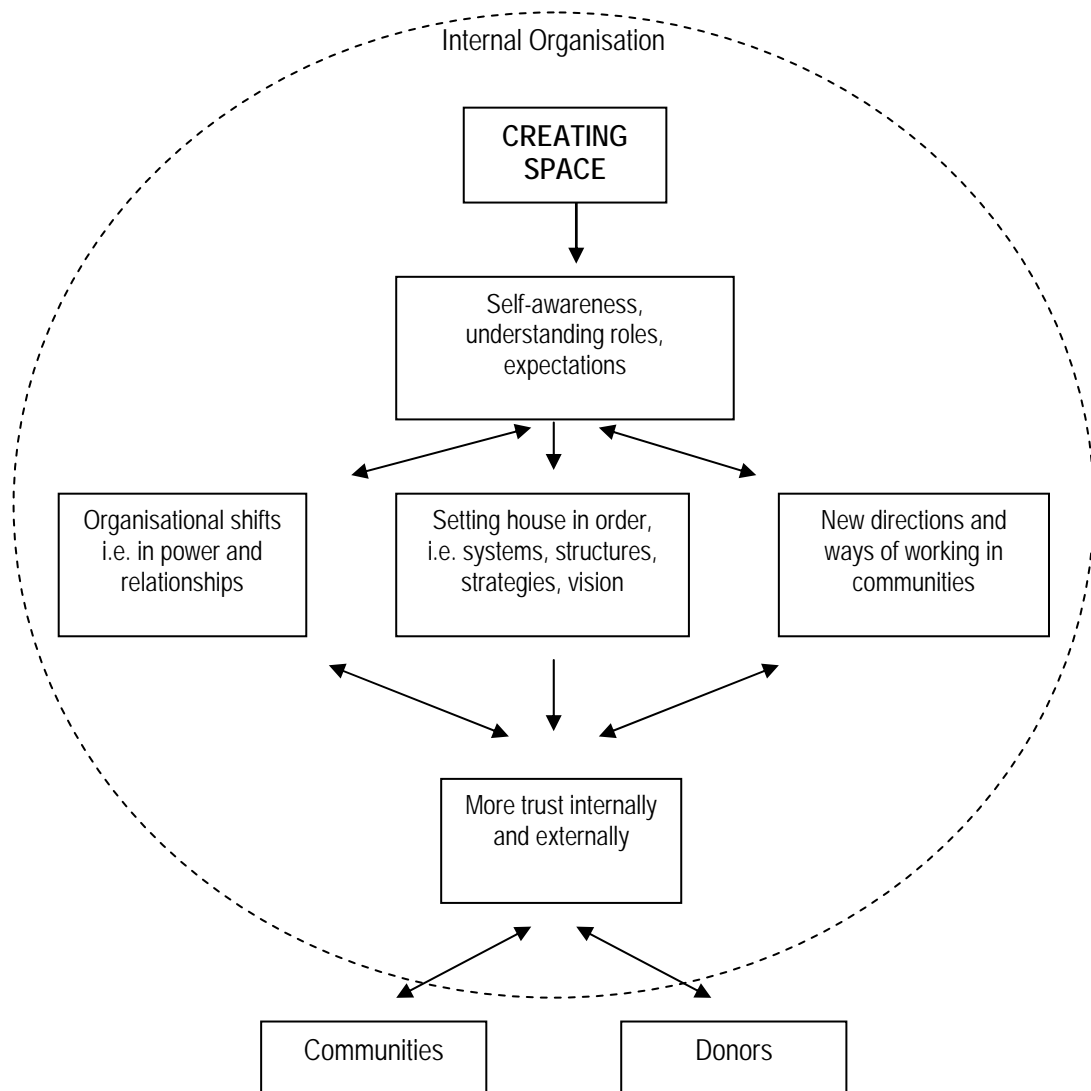 Internal Organisation
CREATING
SPACE
Self-awareness,
understanding roles,
expectations
Organisational shifts
i.e. in power and
relationships
Setting house in order,
i.e. systems, structures,
strategies, vision
New directions and
ways of working in
communities
More trust internally
and externally
Communities
Donors